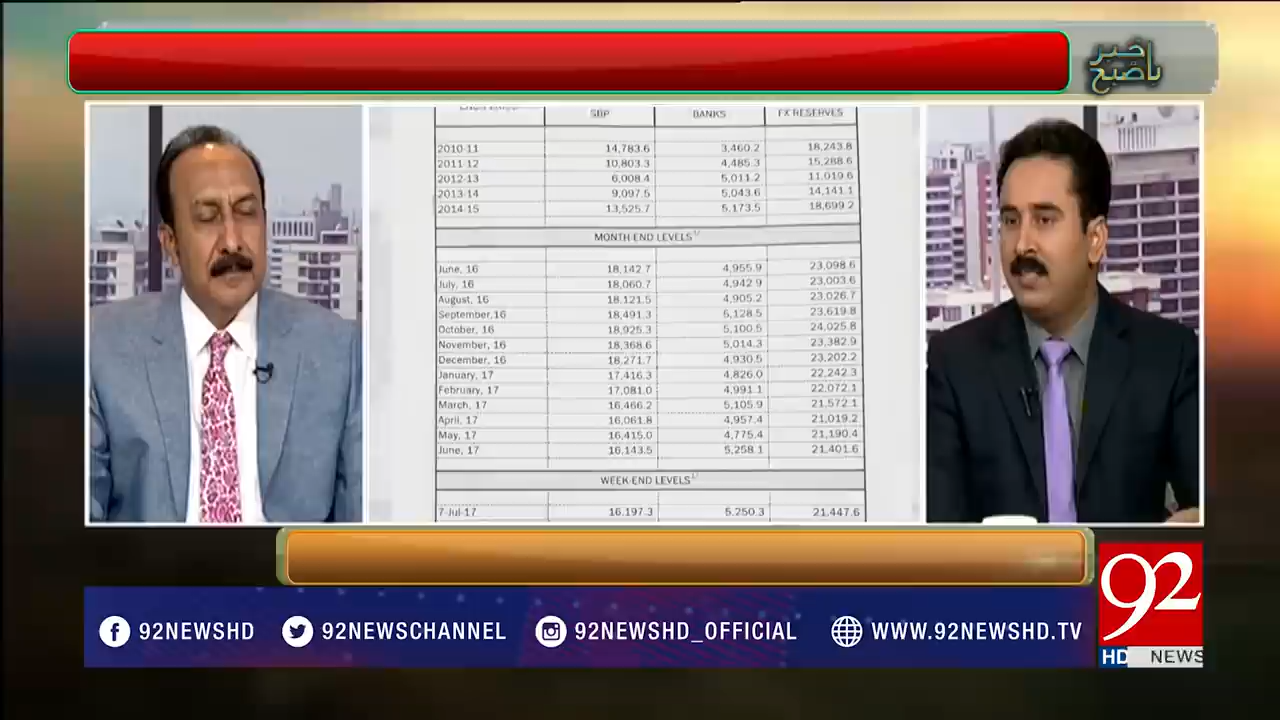 باخبر
صبح
SBP BANKS FX RESERVES
2010-11 14,783.6 3,460.2 18,243.8
2011-12 10,803.3 4,485.3 15,288.6
2012-13 6,008.4 5,011.2 11,019.6
2013-14 9,097.5 5,043.6 14,141.1
2014-15 13,525.7 5,173.5 18,699.2
MONTH END LEVELS 1/
June, 16 18,142.7 4,955.9 23,098.6
July, 16 18,060.7 4,942.9 23,003.6
August, 16 18,121.5 4,905.2 23,026.7
September,16 18,491.3 5,128.5 23,619.8
October, 16 18,925.3 5,100.5 24,025.8
November, 16 18,368.6 5,014.3 23,382.9
December, 16 18,271.7 4,930.5 23,202.2
January, 17 17,416.3 4,826.0 22,242.3
February, 17 17,081.0 4,991.1 22,072.1
March, 17 16,466.2 5,105.9 21,572.1
April, 17 16,061.8 4,957.4 21,019.2
May, 17 16,415.0 4,775.4 21,190.4
June, 17 16,143.5 5,258.1 21,401.6
WEEK-END LEVELS 1/
7-Jul-17 16,197.3 5,250.3 21,447.6
92NEWSHD 92NEWSCHANNEL 92NEWSHD_OFFICIAL WWW.92NEWSHD.TV
92
HD NEWS